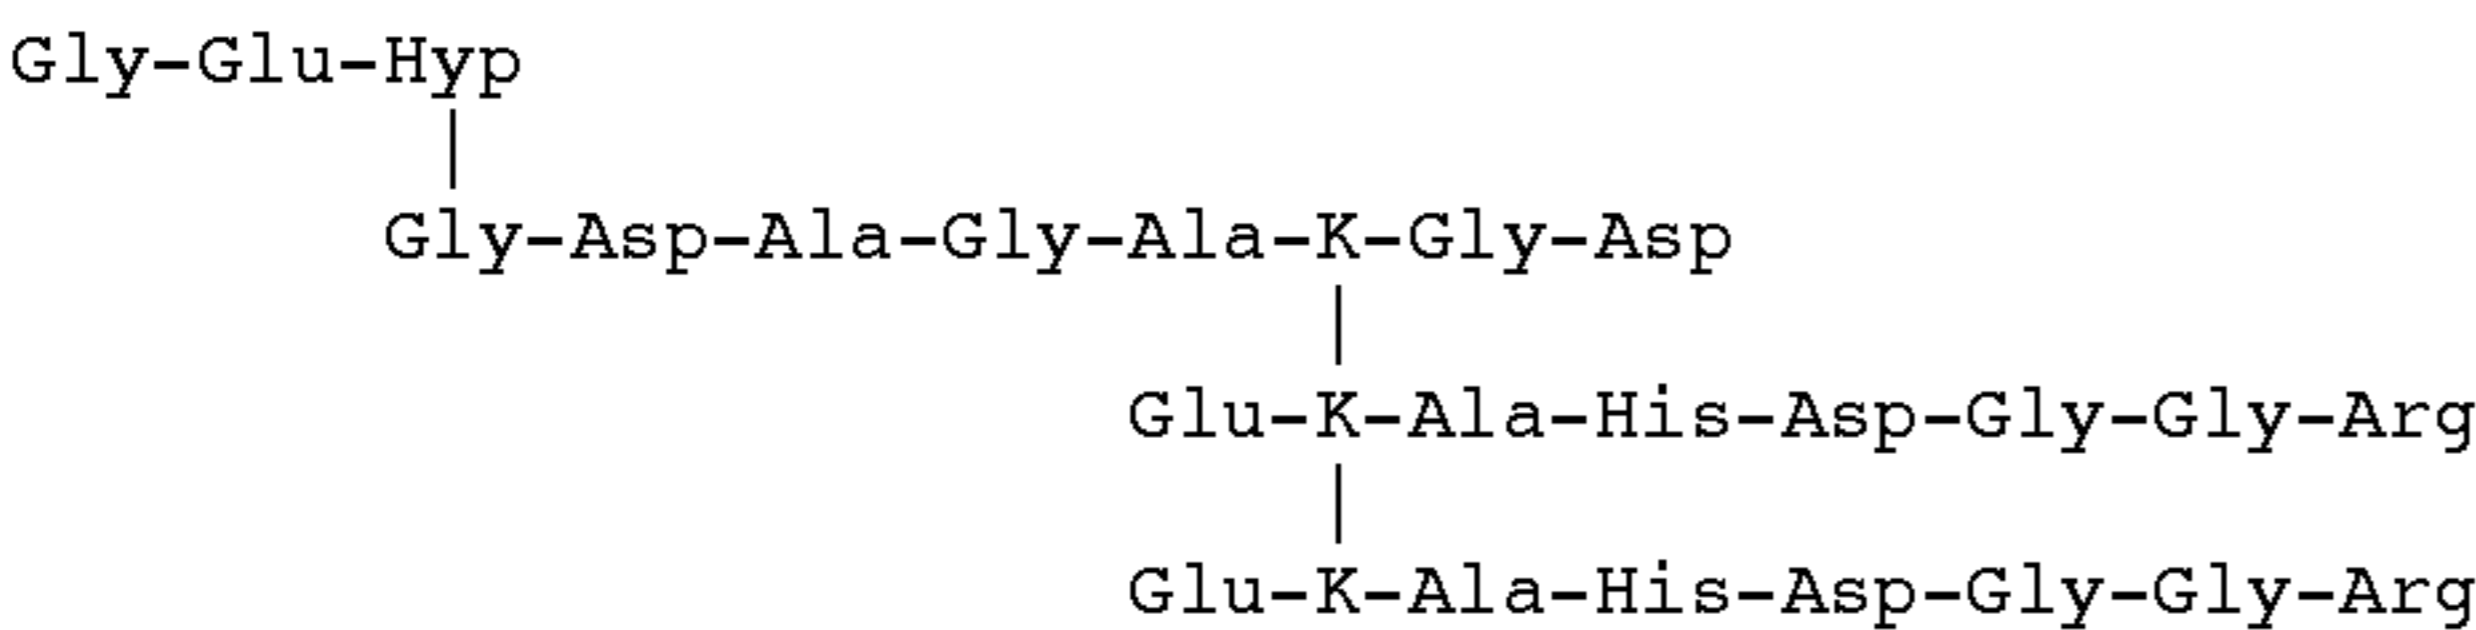 Gly-Glu-Hyp
|
Gly-Asp-Ala-Gly-Ala-K-Gly-Asp
|
Glu-K-Ala-His-Asp-Gly-Gly-Arg
|
Glu-K-Ala-His-Asp-Gly-Gly-Arg